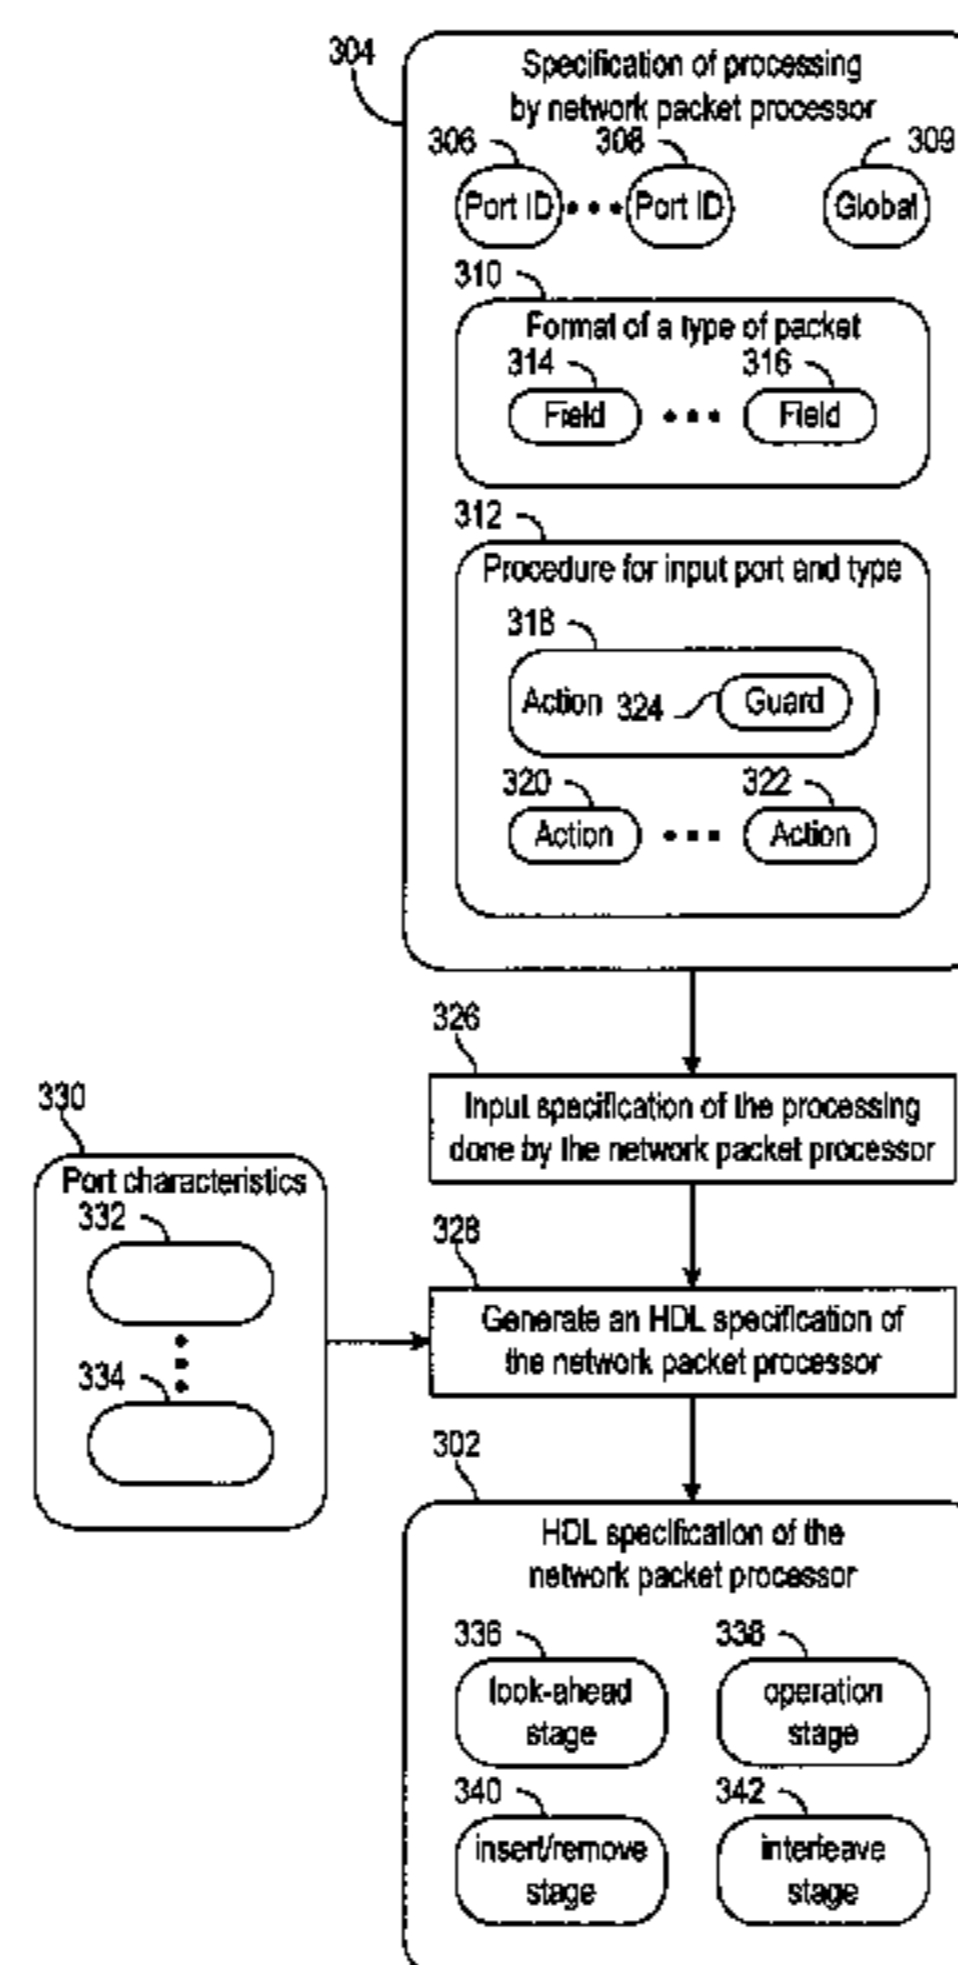 304
Specification of processing
by network packet processor
306 308 309
Port ID Port ID Global
310
Format of a type of packet
314 316
Field Field
312
Procedure for input port and type
318
Action 324 Guard
320 322
Action Action
326
Input specification of the processing
done by the network packet processor
330
Port characteristics
332
328
Generate an HDL specification of
the network packet processor
334
302
HDL specification of the
network packet processor
336 338
look-ahead operation
stage stage
340 342
insert/remove interleave
stage stage